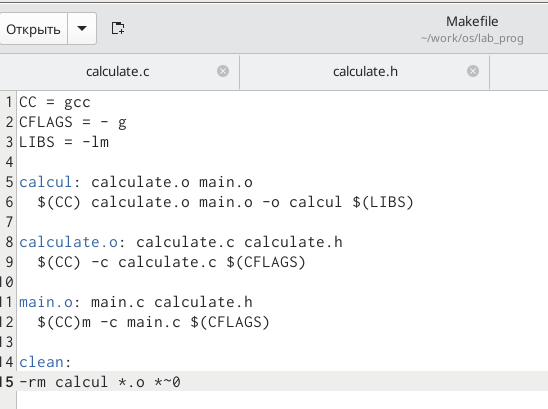 Открыть
Makefile
~/work/os/lab_prog
calculate.c
calculate.h
1 CC = gcc
2 CFLAGS = - g
3 LIBS = -lm
4
5 calcul: calculate.o main.o
6   $(CC) calculate.o main.o -o calcul $(LIBS)
7
8 calculate.o: calculate.c calculate.h
9   $(CC) -c calculate.c $(CFLAGS)
10
11 main.o: main.c calculate.h
12   $(CC)m -c main.c $(CFLAGS)
13
14 clean:
15 -rm calcul *.o *~0